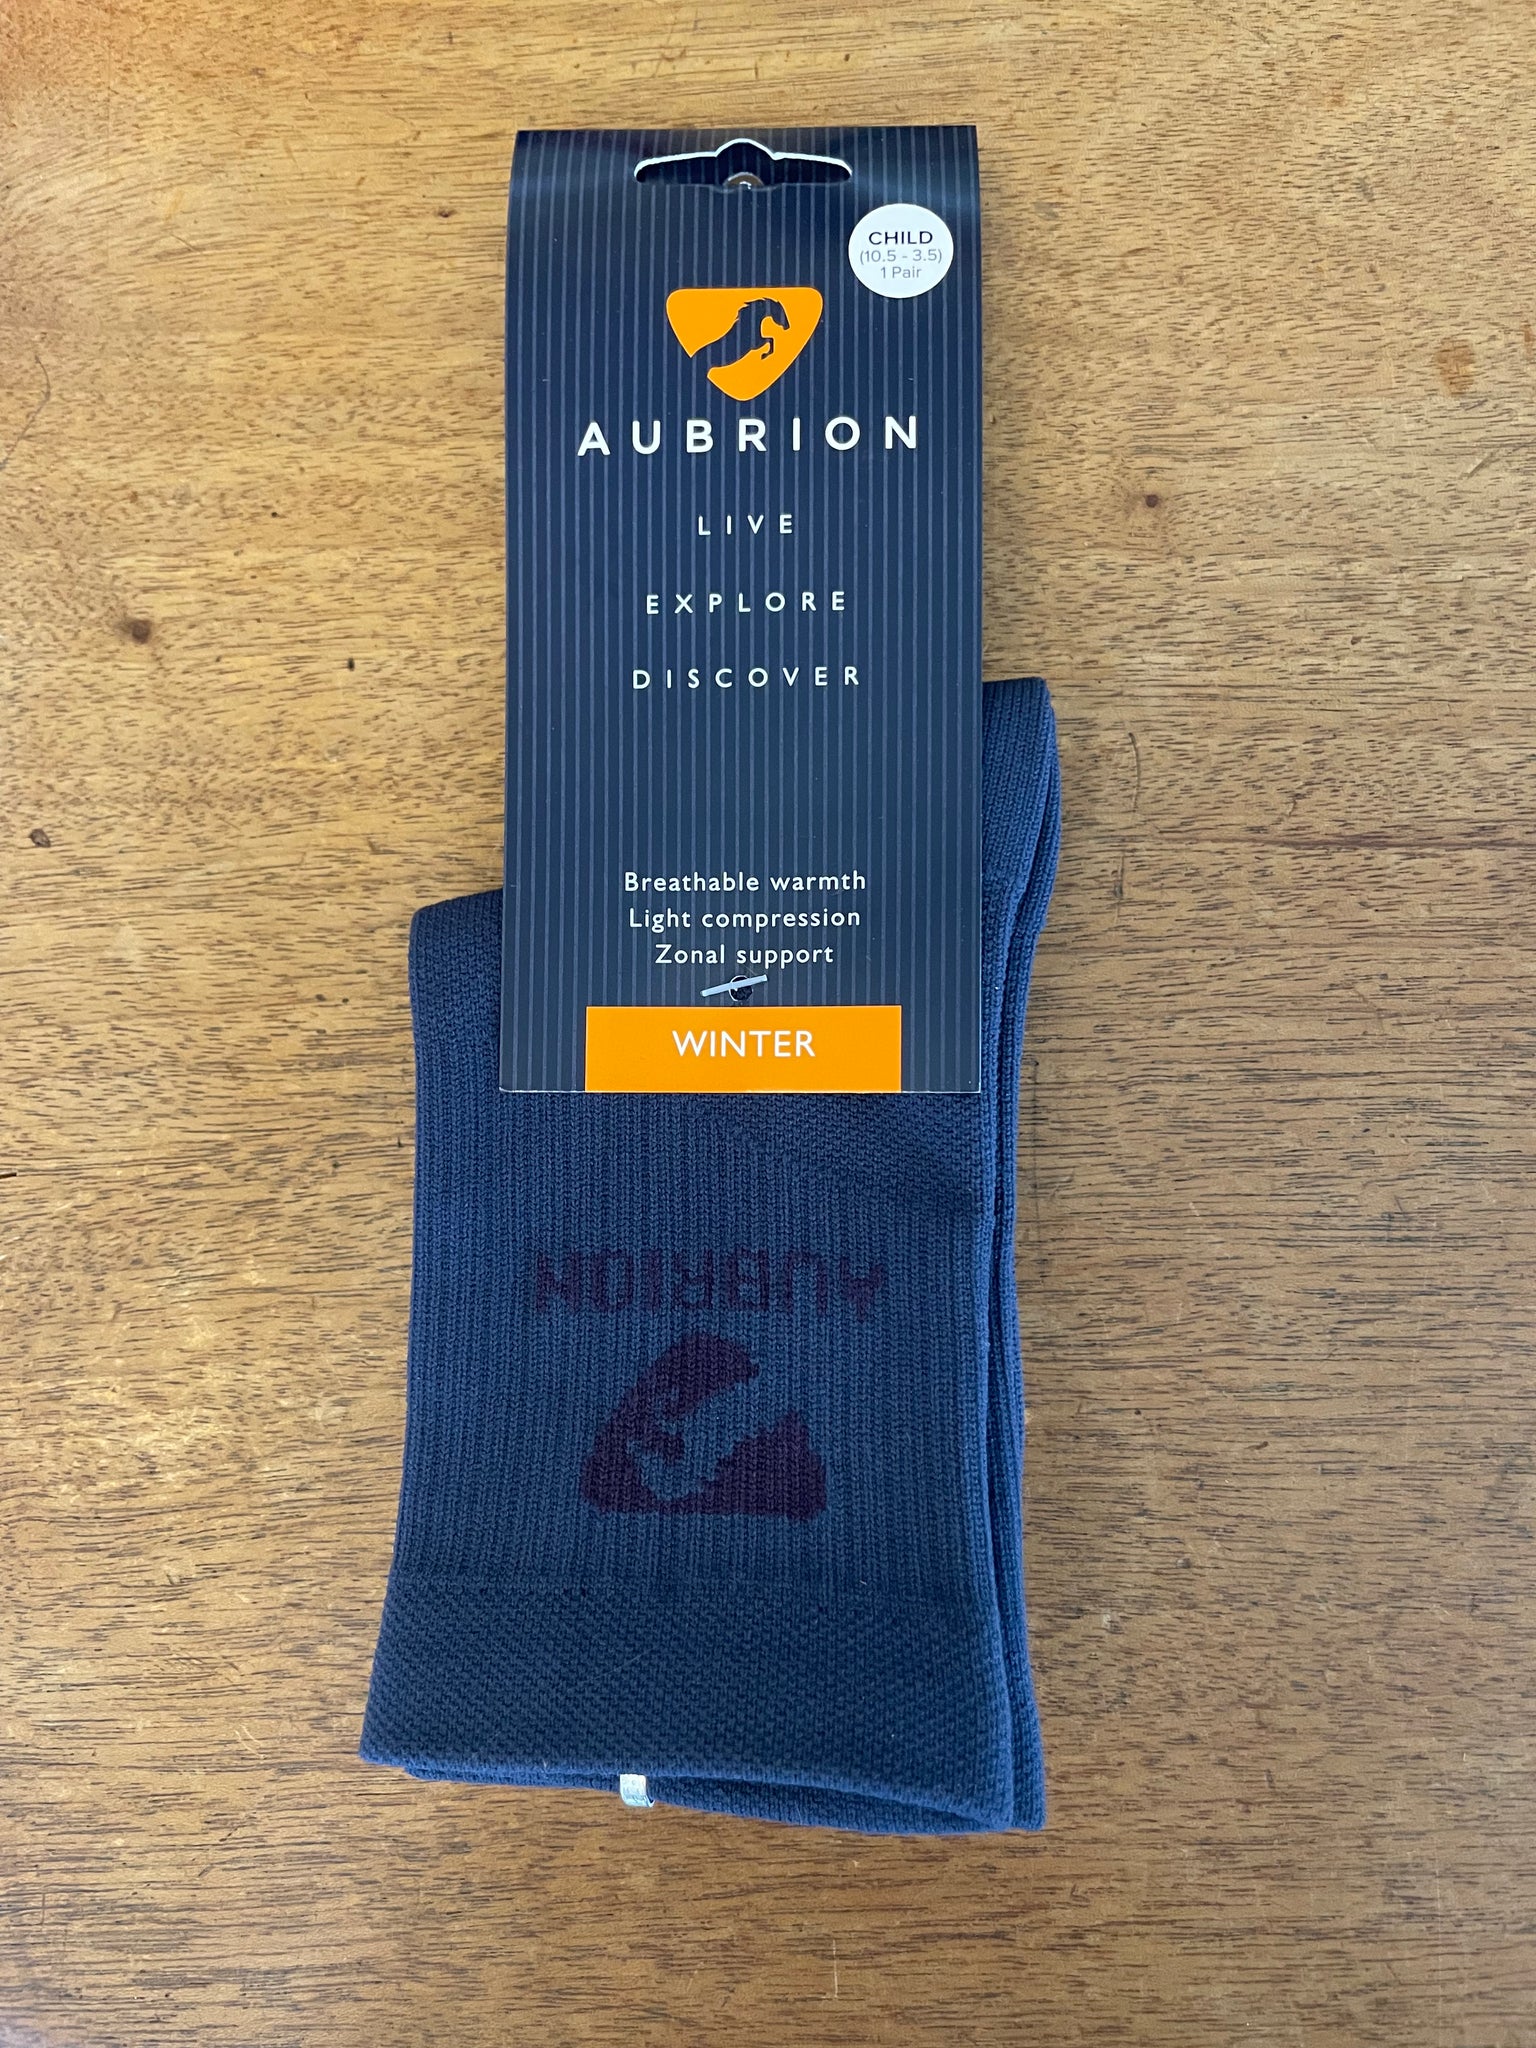 CHILD
(10.5 - 3.5)
1 Pair
AUBRION
LIVE
EXPLORE
DISCOVER
Breathable warmth
Light compression
Zonal support
WINTER
AUBRION